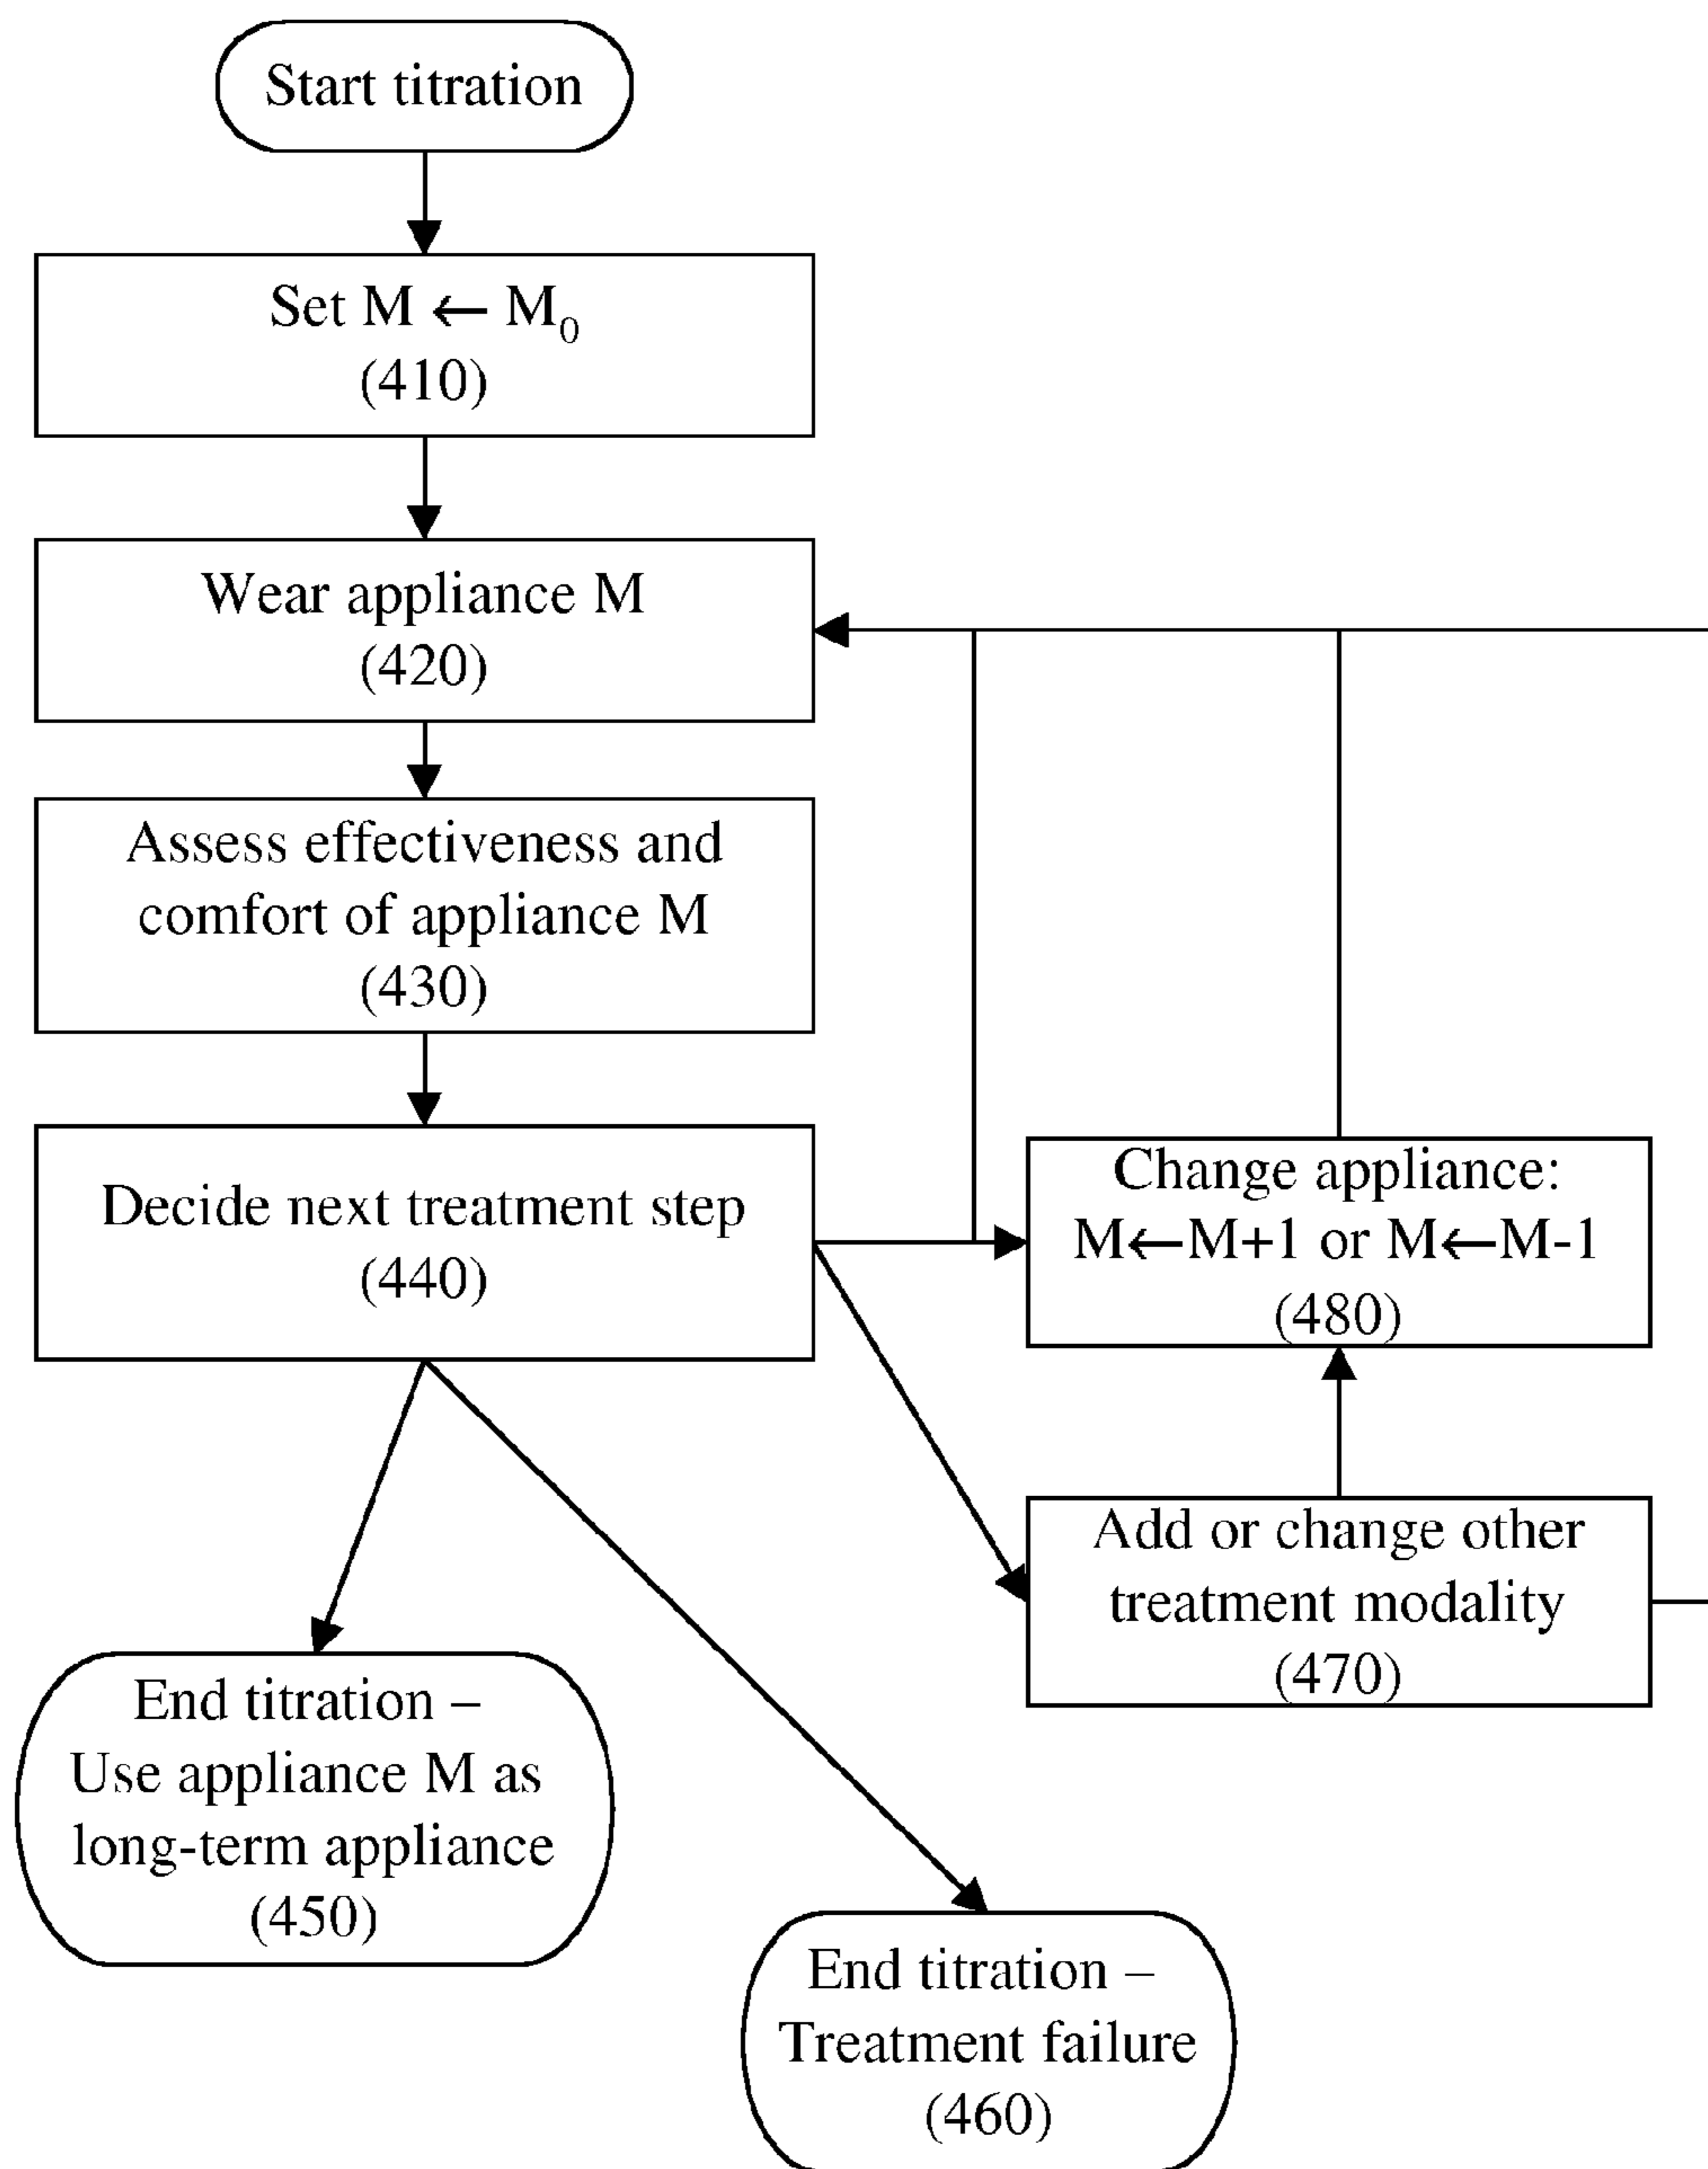 Start titration
Set M ← M₀
(410)
Wear appliance M
(420)
Assess effectiveness and
comfort of appliance M
(430)
Decide next treatment step
(440)
Change appliance:
M←M+1 or M←M-1
(480)
Add or change other
treatment modality
(470)
End titration –
Use appliance M as
long-term appliance
(450)
End titration –
Treatment failure
(460)